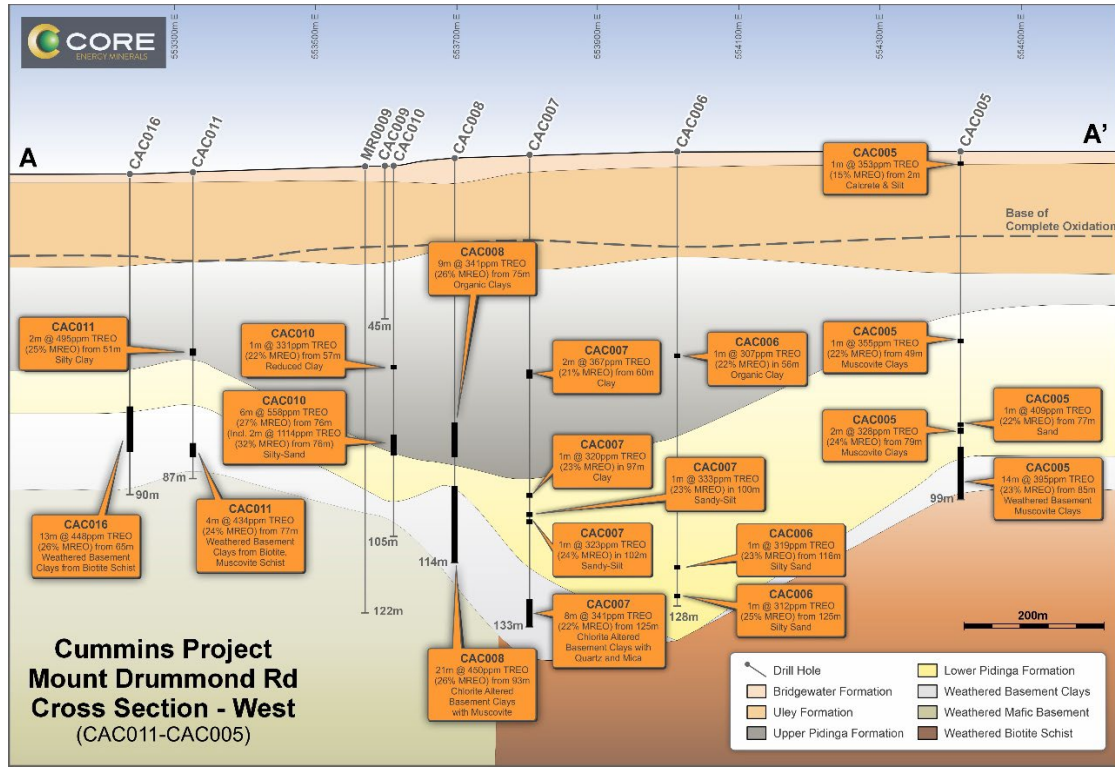 CORE
ENERGY MINERALS
553300m E
553500m E
553700m E
553900m E
554100m E
554300m E
554500m E
CAC016
CAC011
MR0009
CAC009
CAC010
CAC008
CAC007
CAC006
CAC005
A
A'
CAC005
1m @ 353ppm TREO
(15% MREO) from 2m
Calcrete & Silt
Base of
Complete Oxidation
CAC008
9m @ 341ppm TREO
(26% MREO) from 75m
Organic Clays
45m
CAC011
2m @ 495ppm TREO
(25% MREO) from 51m
Silty Clay
CAC010
1m @ 331ppm TREO
(22% MREO) from 57m
Reduced Clay
CAC007
2m @ 367ppm TREO
(21% MREO) from 60m
Clay
CAC006
1m @ 307ppm TREO
(22% MREO) in 56m
Organic Clay
CAC005
1m @ 355ppm TREO
(22% MREO) from 49m
Muscovite Clays
CAC010
6m @ 558ppm TREO
(27% MREO) from 76m
(Incl. 2m @ 1114ppm TREO
(32% MREO) from 76m)
Silty-Sand
CAC005
1m @ 409ppm TREO
(22% MREO) from 77m
Sand
CAC005
2m @ 328ppm TREO
(24% MREO) from 79m
Muscovite Clays
CAC007
1m @ 320ppm TREO
(23% MREO) in 97m
Clay
CAC007
1m @ 333ppm TREO
(23% MREO) in 100m
Sandy-Silt
CAC005
14m @ 395ppm TREO
(23% MREO) from 85m
Weathered Basement
Muscovite Clays
87m
90m
99m
CAC016
13m @ 448ppm TREO
(26% MREO) from 65m
Weathered Basement
Clays from Biotite Schist
CAC011
4m @ 434ppm TREO
(24% MREO) from 77m
Weathered Basement
Clays from Biotite,
Muscovite Schist
105m
114m
CAC007
1m @ 323ppm TREO
(24% MREO) in 102m
Sandy-Silt
CAC006
1m @ 319ppm TREO
(23% MREO) from 116m
Silty Sand
CAC006
1m @ 312ppm TREO
(25% MREO) from 125m
Silty Sand
122m
133m
128m
CAC007
8m @ 341ppm TREO
(22% MREO) from 125m
Chlorite Altered
Basement Clays with
Quartz and Mica
CAC008
21m @ 450ppm TREO
(26% MREO) from 93m
Chlorite Altered
Basement Clays
with Muscovite
200m
Cummins Project
Mount Drummond Rd
Cross Section - West
(CAC011-CAC005)
Drill Hole
Bridgewater Formation
Uley Formation
Upper Pidinga Formation
Lower Pidinga Formation
Weathered Basement Clays
Weathered Mafic Basement
Weathered Biotite Schist